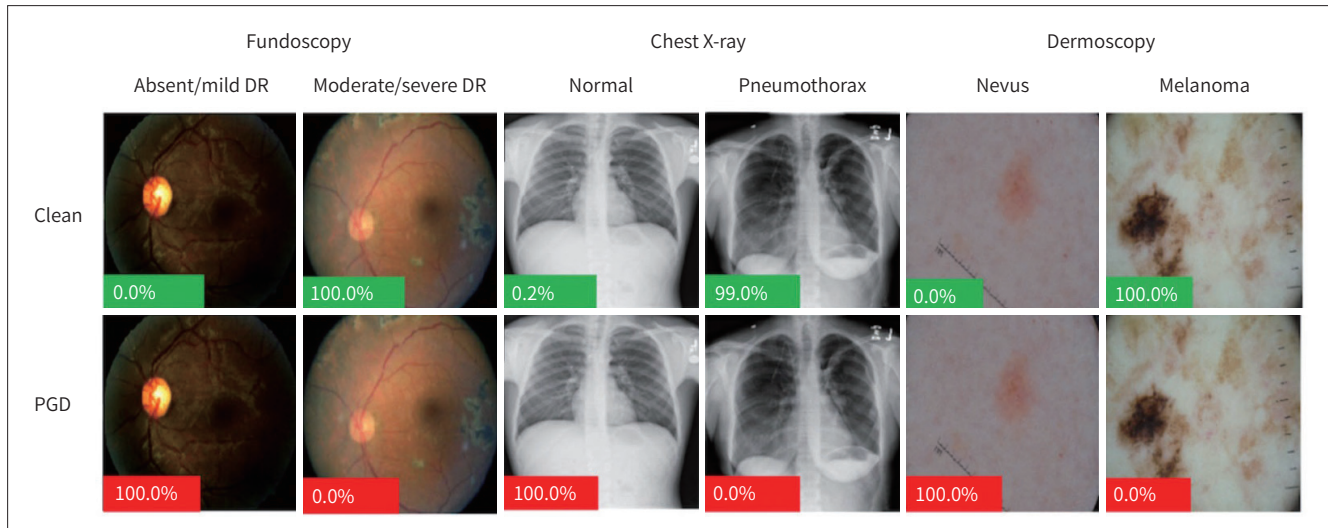 Fundoscopy Chest X-ray Dermoscopy
Absent/mild DR Moderate/severe DR Normal Pneumothorax Nevus Melanoma
Clean
0.0% 100.0% 0.2% 99.0% 0.0% 100.0%
PGD
100.0% 0.0% 100.0% 0.0% 100.0% 0.0%